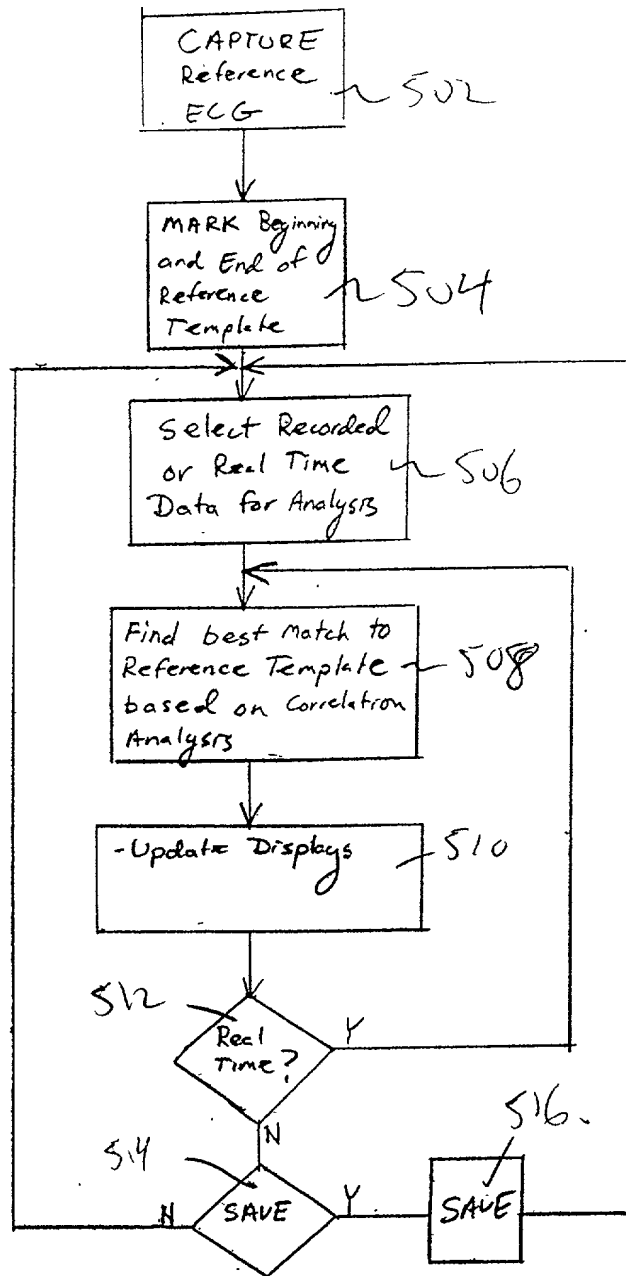 CAPTURE
Reference
ECG
502
MARK Beginning
and End of
Reference
Template
504
Select Recorded
or Real Time
Data for Analysis
506
Find best Match to
Reference Template
based on Correlation
Analysis
508
-Update Displays
510
512
Real
Time?
Y
N
514
SAVE
N
Y
516.
SAVE